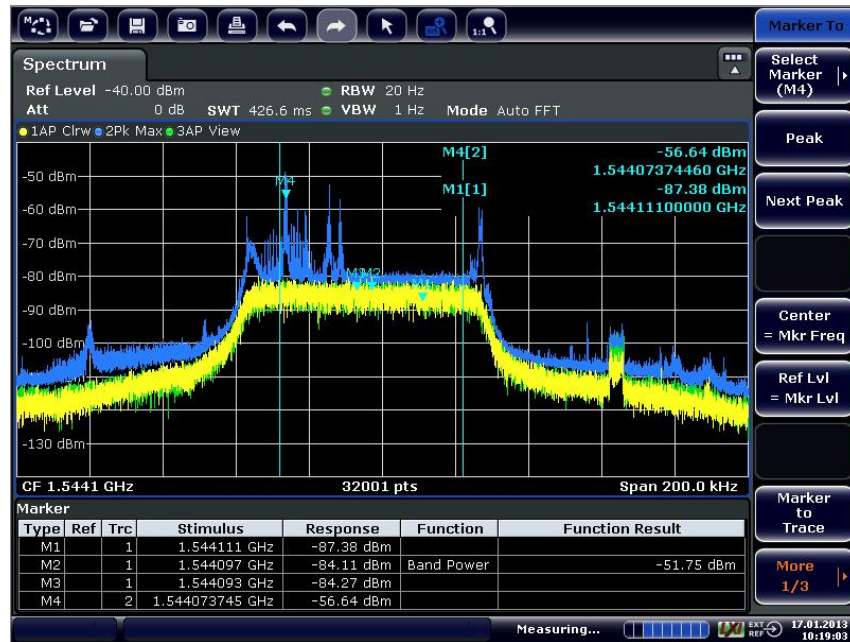 Marker To
1:1
Spectrum
Ref Level -40.00 dBm RBW 20 Hz
Att 0 dB SWT 426.6 ms VBW 1 Hz Mode Auto FFT
1AP Clrw 2Pk Max 3AP View
M4[2] -56.64 dBm
1.54407374460 GHz
M1[1] -87.38 dBm
1.54411100000 GHz
-50 dBm
M4
-60 dBm
-70 dBm
-80 dBm
M2
-90 dBm
-100 dBm
-130 dBm
CF 1.5441 GHz 32001 pts Span 200.0 kHz
Marker
Type Ref Trc Stimulus Response Function Function Result
M1 1 1.544111 GHz -87.38 dBm
M2 1 1.544097 GHz -84.11 dBm Band Power -51.75 dBm
M3 1 1.544093 GHz -84.27 dBm
M4 2 1.544073745 GHz -56.64 dBm
Select
Marker
(M4)
Peak
Next Peak
Center
= Mkr Freq
Ref Lvl
= Mkr Lvl
Marker
to
Trace
More
1/3
Measuring... LXI EXT REF 17.01.2013
10:19:03